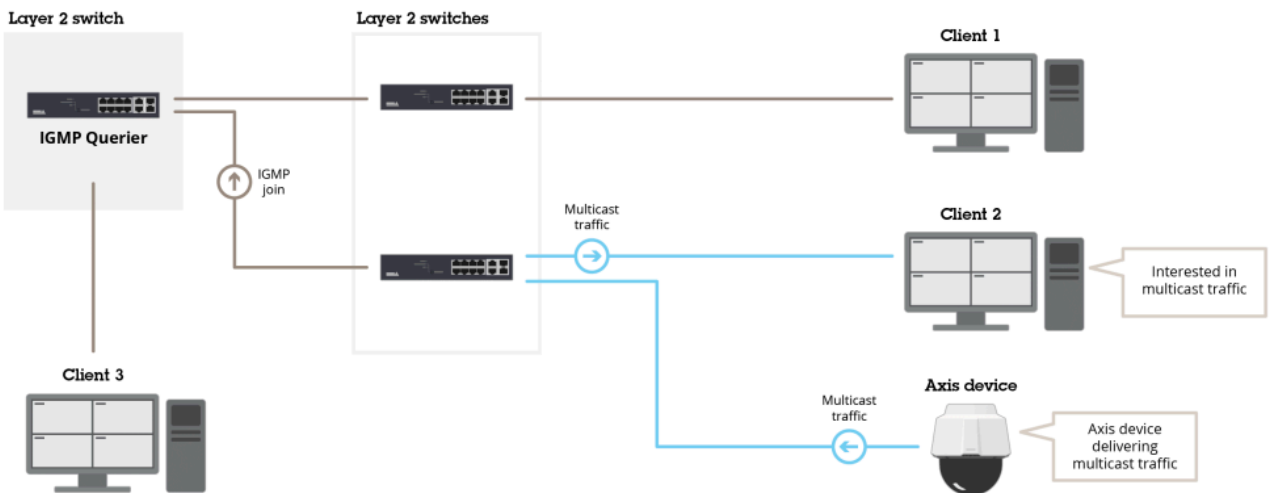 Layer 2 switch
Layer 2 switches
Client 1
IGMP Querier
IGMP
join
Multicast
traffic
Client 2
Interested in
multicast traffic
Client 3
Multicast
traffic
Axis device
Axis device
delivering
multicast traffic